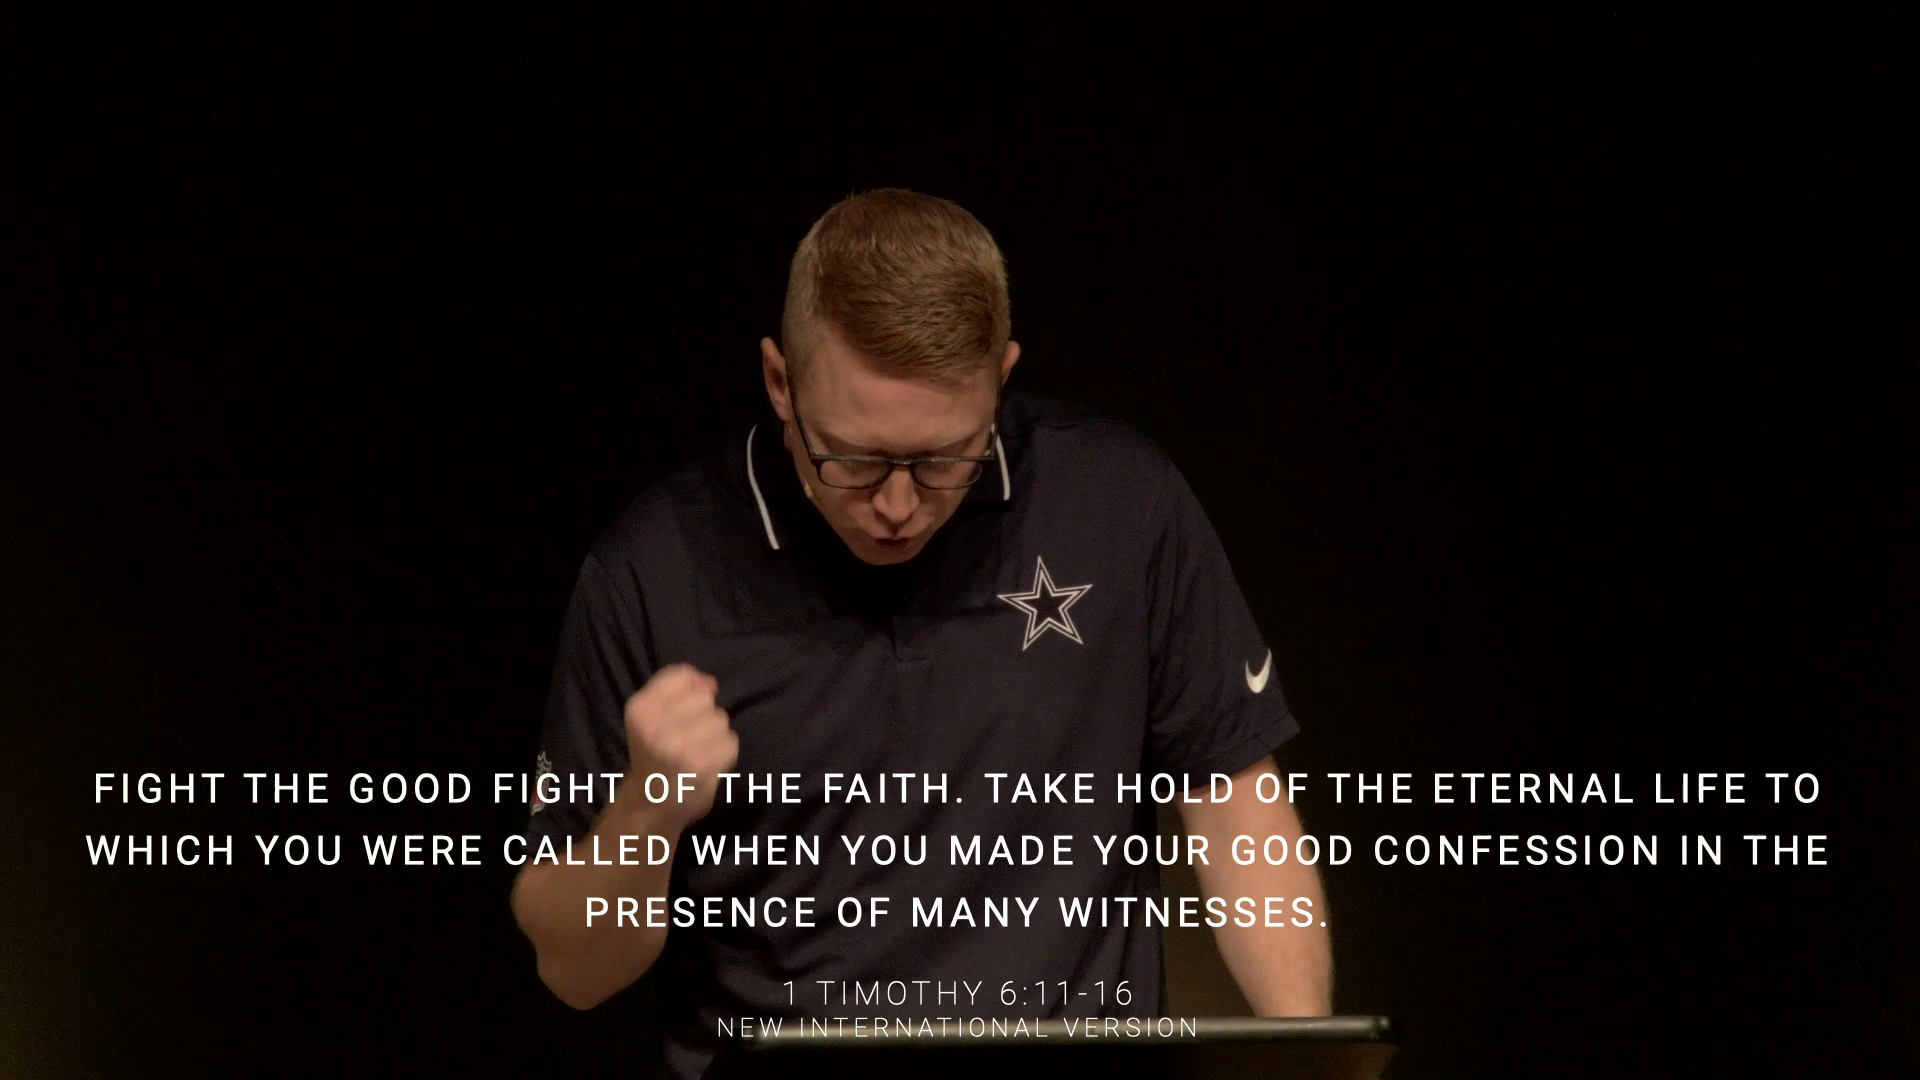 FIGHT THE GOOD FIGHT OF THE FAITH. TAKE HOLD OF THE ETERNAL LIFE TO
WHICH YOU WERE CALLED WHEN YOU MADE YOUR GOOD CONFESSION IN THE
PRESENCE OF MANY WITNESSES.
1 TIMOTHY 6:11-16
NEW INTERNATIONAL VERSION